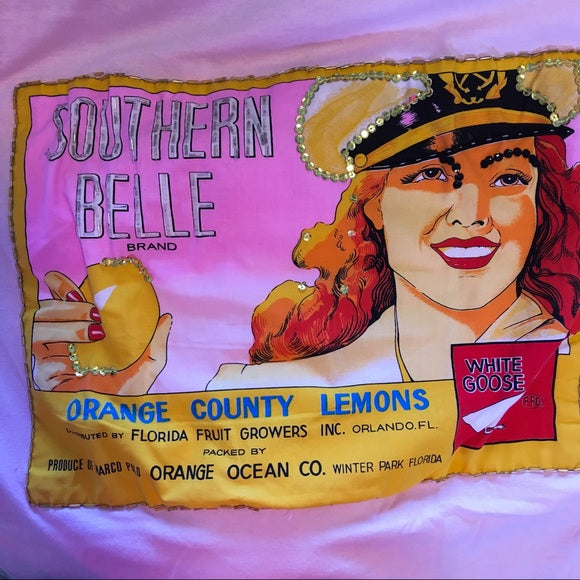 SOUTHERN
BELLE
BRAND
ORANGE COUNTY LEMONS
BY FLORIDA FRUIT GROWERS INC. ORLANDO.FL.
PACKED BY
PRODUCE ORANGE OCEAN CO. WINTER PARK FLORIDA
WHITE
GOOSE